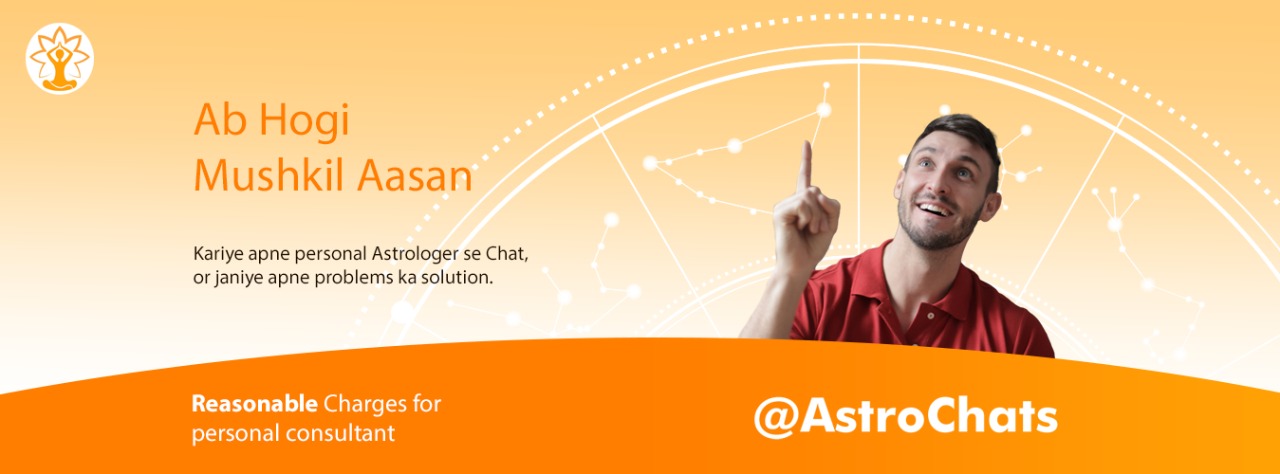 Ab Hogi
Mushkil Aasan
Kariye apne personal Astrologer se Chat,
or janiye apne problems ka solution.
Reasonable Charges for
personal consultant
@AstroChats